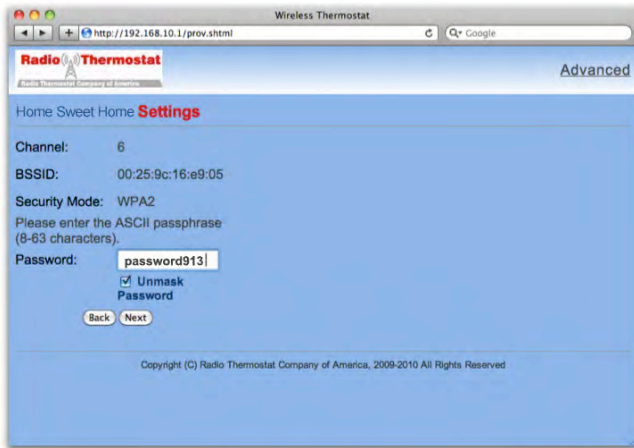 Wireless Thermostat
http://192.168.10.1/prov.shtml
Google
Radio Thermostat
Radio Thermostat Company of America
Advanced
Home Sweet Home Settings
Channel: 6
BSSID: 00:25:9c:16:e9:05
Security Mode: WPA2
Please enter the ASCII passphrase
(8-63 characters).
Password: password913
Unmask
Password
Back Next
Copyright (C) Radio Thermostat Company of America, 2009-2010 All Rights Reserved